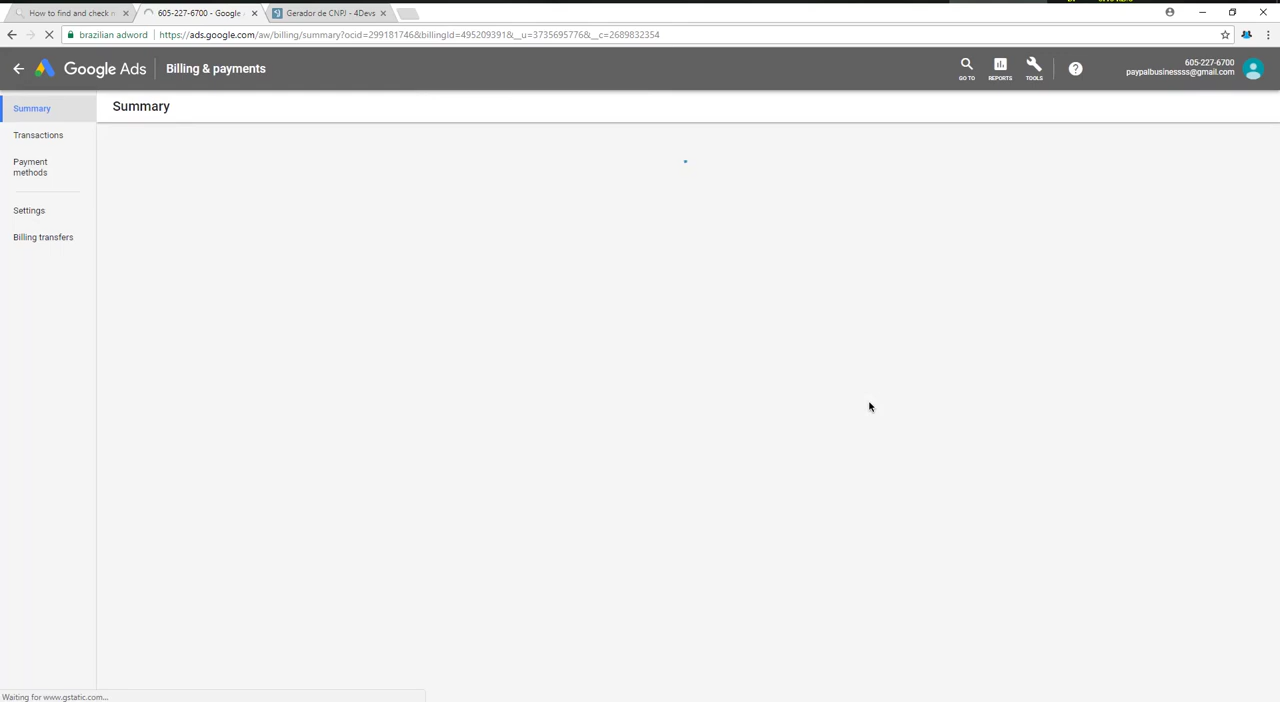 How to find and check n
605-227-6700 - Google
Gerador de CNPJ - 4Devs
brazilian adword
https://ads.google.com/aw/billing/summary?ocid=299181746&billingId=495209391&__u=3735695776&__c=2689832354
Google Ads
Billing & payments
GO TO
REPORTS
TOOLS
605-227-6700
paypalbusinessss@gmail.com
Summary
Transactions
Payment
methods
Settings
Billing transfers
Summary
Waiting for www.gstatic.com...